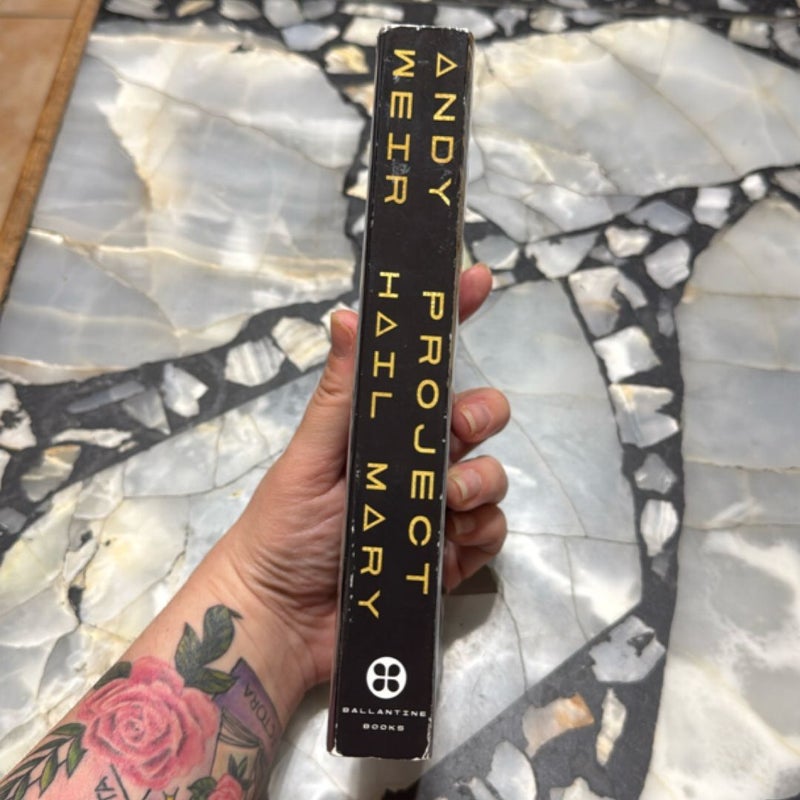 ANDY
WEIR
PROJECT
HAIL MARY
BALLANTINE
BOOKS